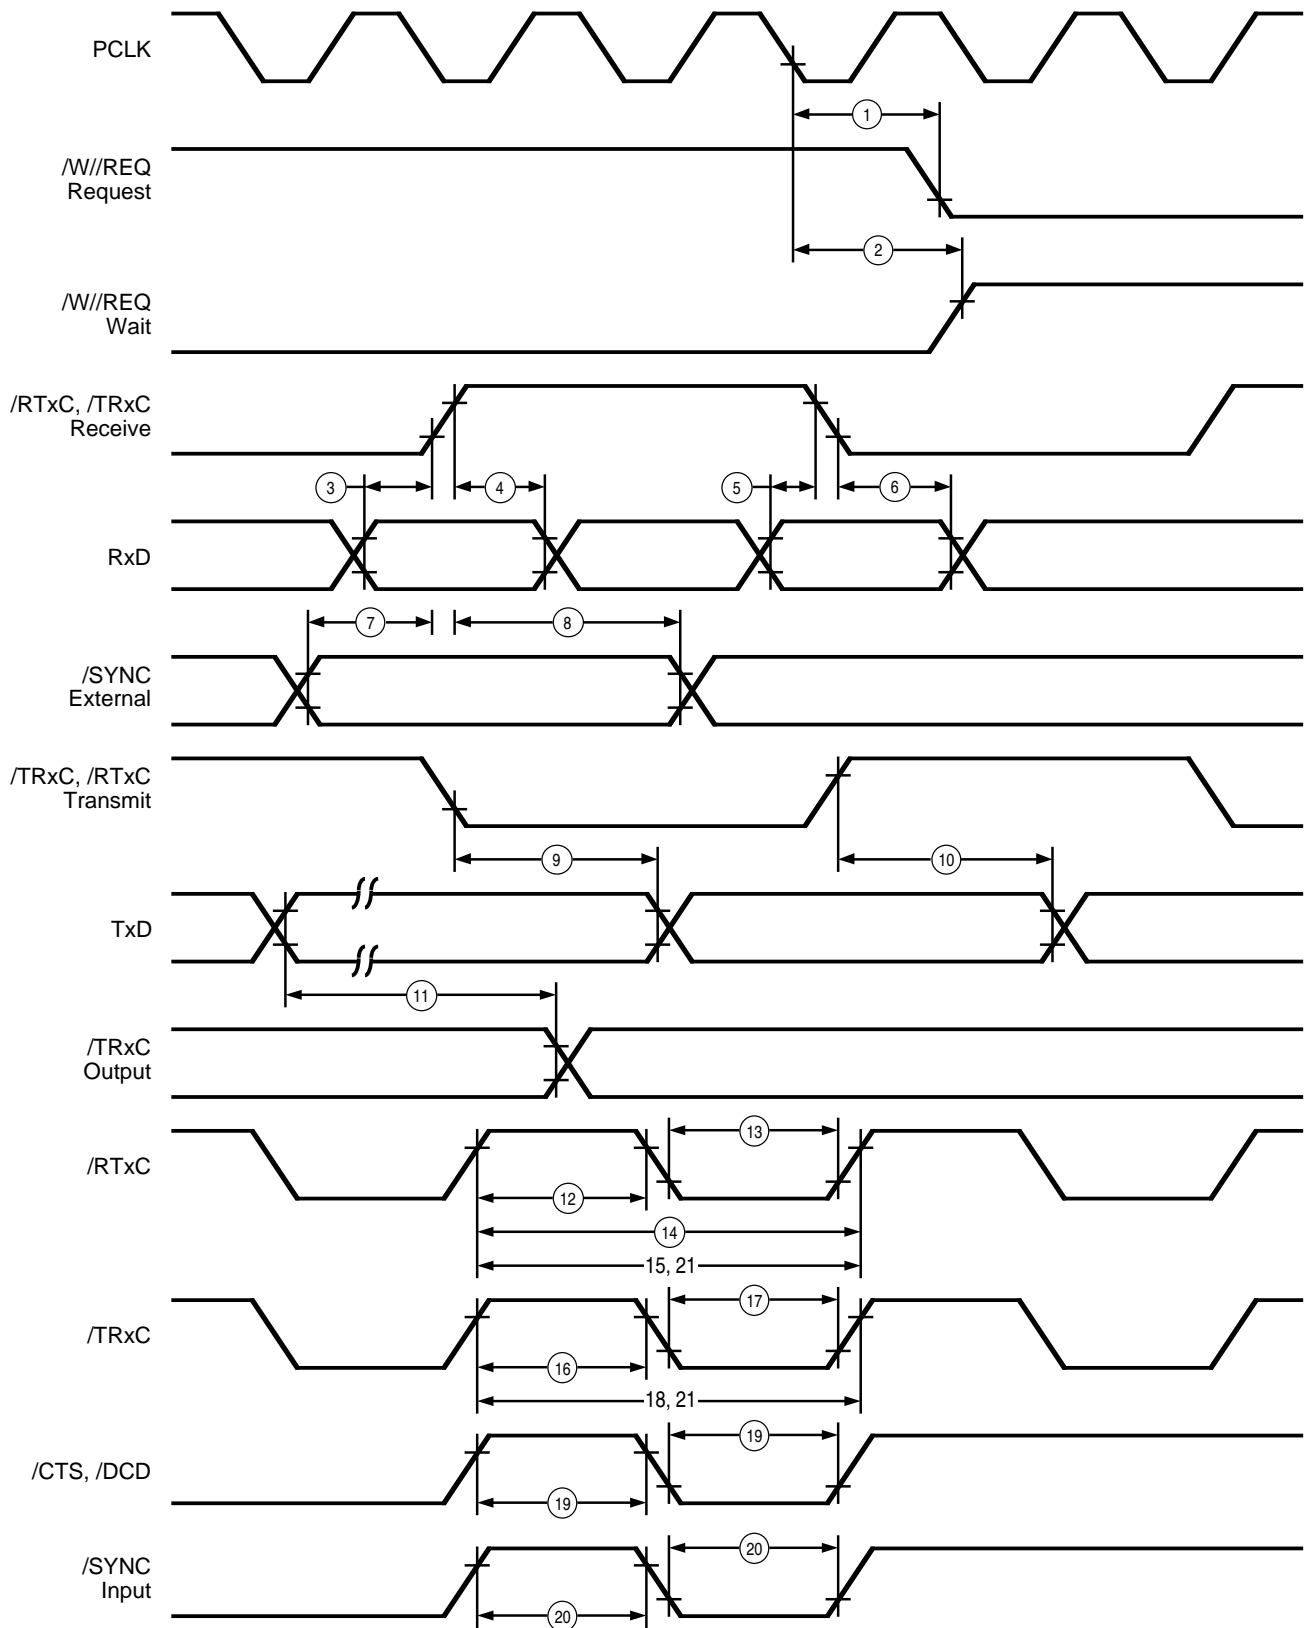 PCLK
1
/W//REQ
Request
2
/W//REQ
Wait
/RTxC, /TRxC
Receive
3
4
5
6
RxD
7
8
/SYNC
External
/TRxC, /RTxC
Transmit
9
10
TxD
11
/TRxC
Output
13
/RTxC
12
14
15, 21
17
/TRxC
16
18, 21
19
/CTS, /DCD
19
20
/SYNC
Input
20